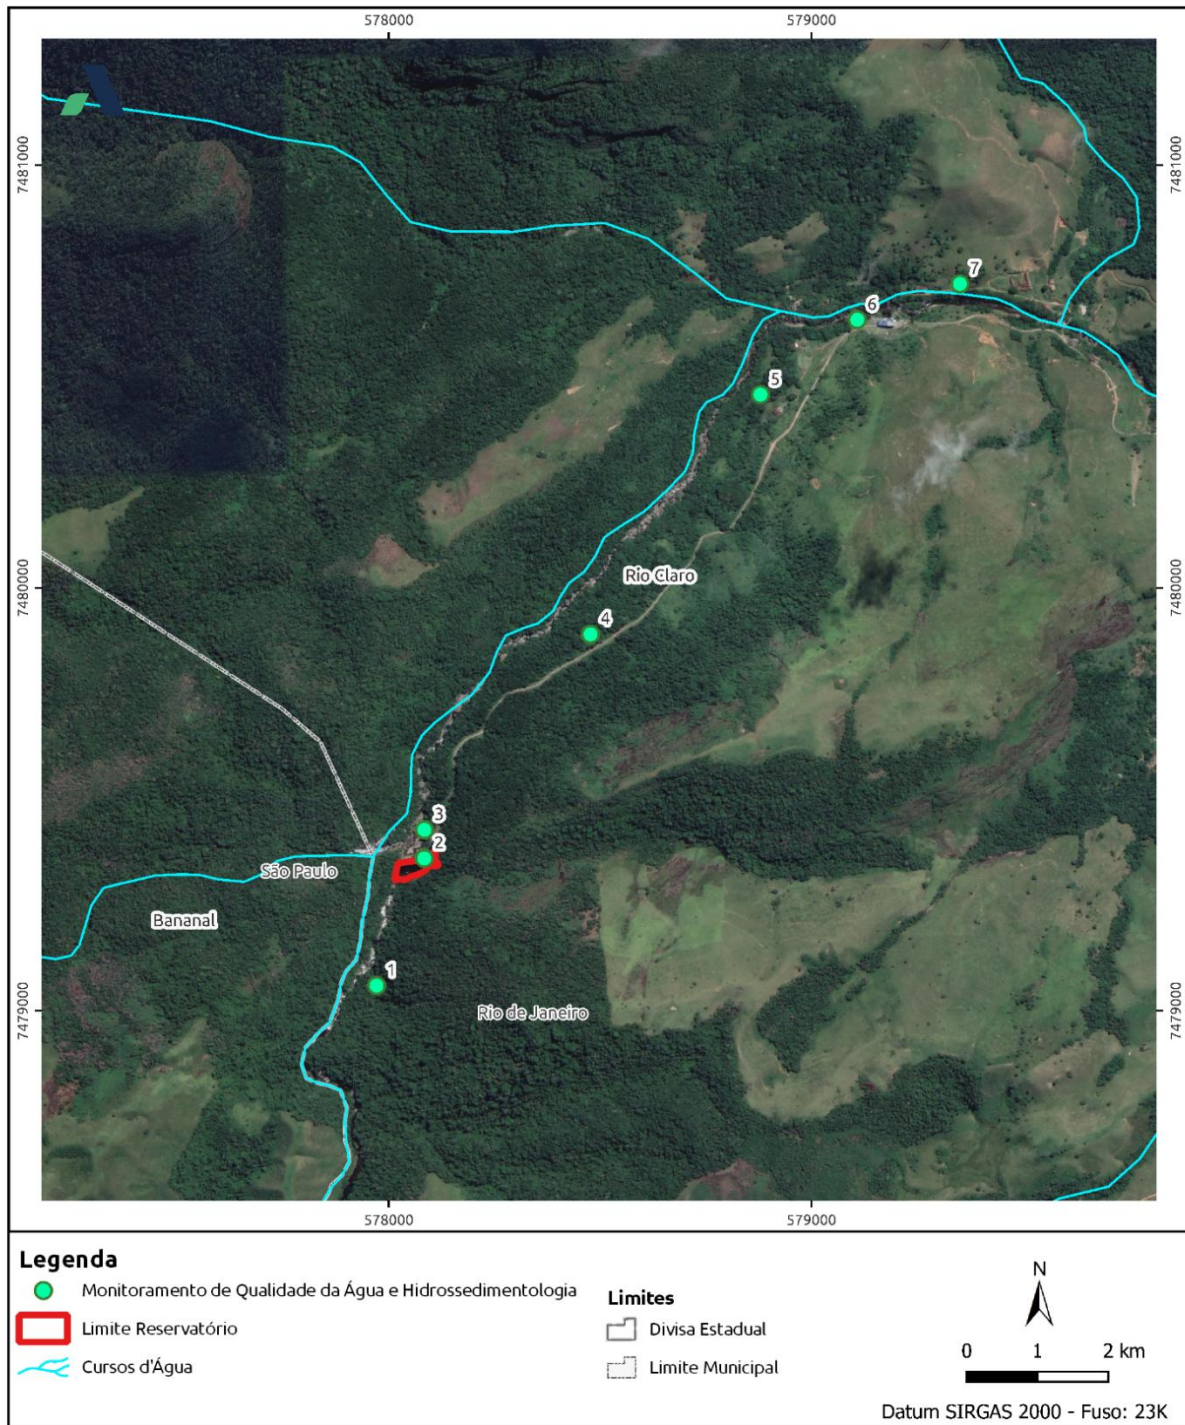 578000
579000
7481000
7481000
7
6
5
Rio Claro
7480000
7480000
4
3
2
São Paulo
Bananal
1
Rio de Janeiro
7479000
7479000
578000
579000
Legenda
Monitoramento de Qualidade da Água e Hidrossedimentologia
Limite Reservatório
Cursos d'Água
Limites
Divisa Estadual
Limite Municipal
N
0 1 2 km
Datum SIRGAS 2000 - Fuso: 23K